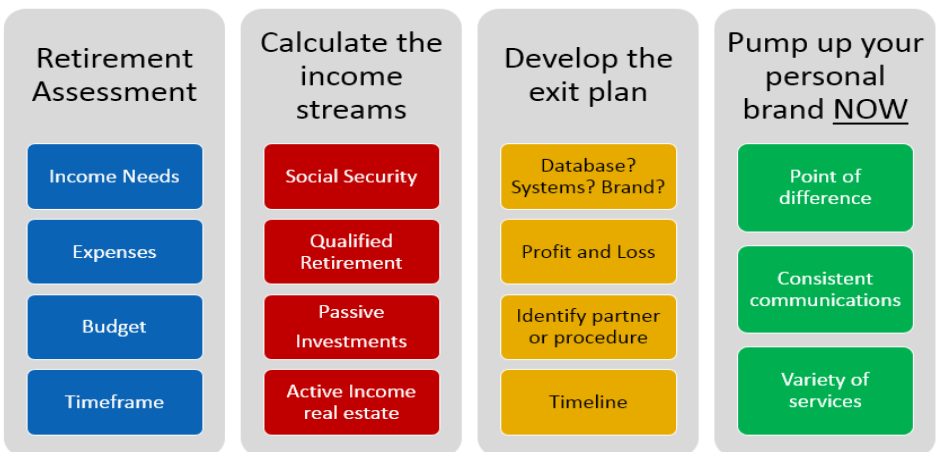 Retirement
Assessment
Income Needs
Expenses
Budget
Timeframe
Calculate the
income
streams
Social Security
Qualified
Retirement
Passive
Investments
Active Income
real estate
Develop the
exit plan
Database?
Systems? Brand?
Profit and Loss
Identify partner
or procedure
Timeline
Pump up your
personal
brand NOW
Point of
difference
Consistent
communications
Variety of
services